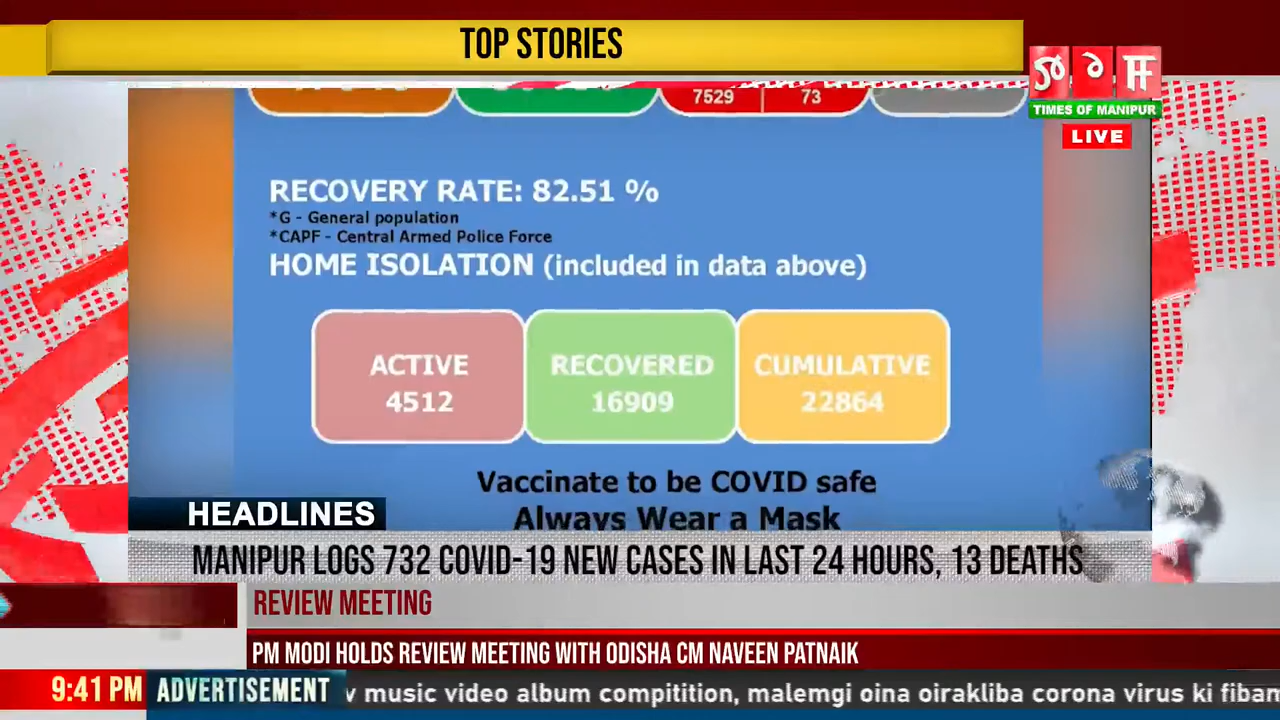 TOP STORIES
TIMES OF MANIPUR
LIVE
7529 73
RECOVERY RATE: 82.51 %
*G - General population
*CAPF - Central Armed Police Force
HOME ISOLATION (included in data above)
ACTIVE RECOVERED CUMULATIVE
4512 16909 22864
Vaccinate to be COVID safe
Always Wear a Mask
HEADLINES
MANIPUR LOGS 732 COVID-19 NEW CASES IN LAST 24 HOURS, 13 DEATHS
REVIEW MEETING
PM MODI HOLDS REVIEW MEETING WITH ODISHA CM NAVEEN PATNAIK
9:41 PM ADVERTISEMENT v music video album compitition, malemgi oina oirakliba corona virus ki fibam